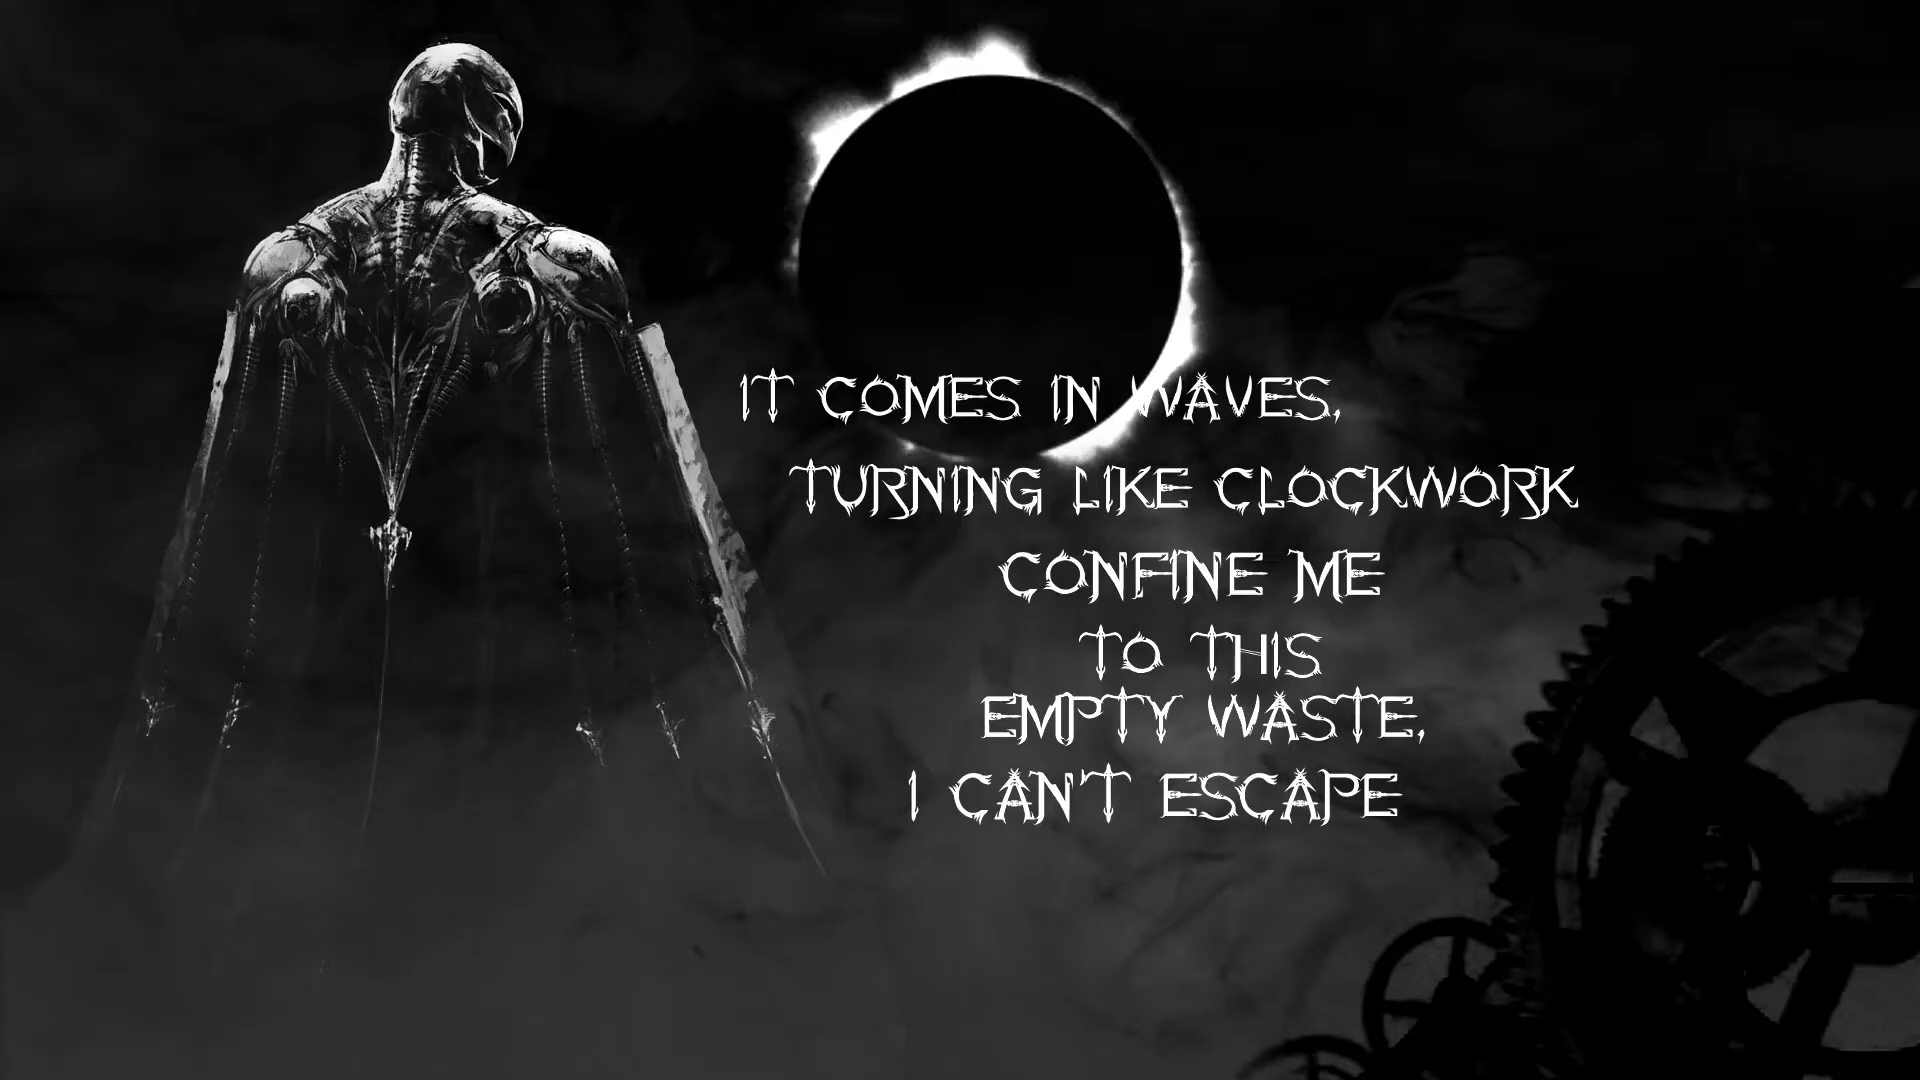 IT COMES IN WAVES,
TURNING LIKE CLOCKWORK
CONFINE ME
TO THIS
EMPTY WASTE,
I CAN'T ESCAPE